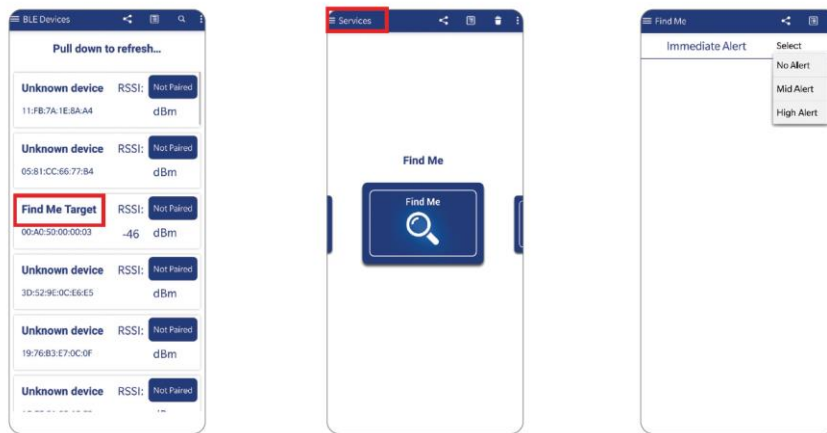 BLE Devices
Pull down to refresh...
Unknown device RSSI: Not Paired
11:FB:7A:1E:8A:A4 dBm
Unknown device RSSI: Not Paired
05:81:CC:66:77:B4 dBm
Find Me Target RSSI: Not Paired
00:A0:50:00:00:03 -46 dBm
Unknown device RSSI: Not Paired
3D:52:9E:0C:E6:E5 dBm
Unknown device RSSI: Not Paired
19:76:B3:E7:0C:0F dBm
Unknown device RSSI: Not Paired
Services
Find Me
Find Me
Find Me
Immediate Alert Select
No Alert
Mid Alert
High Alert